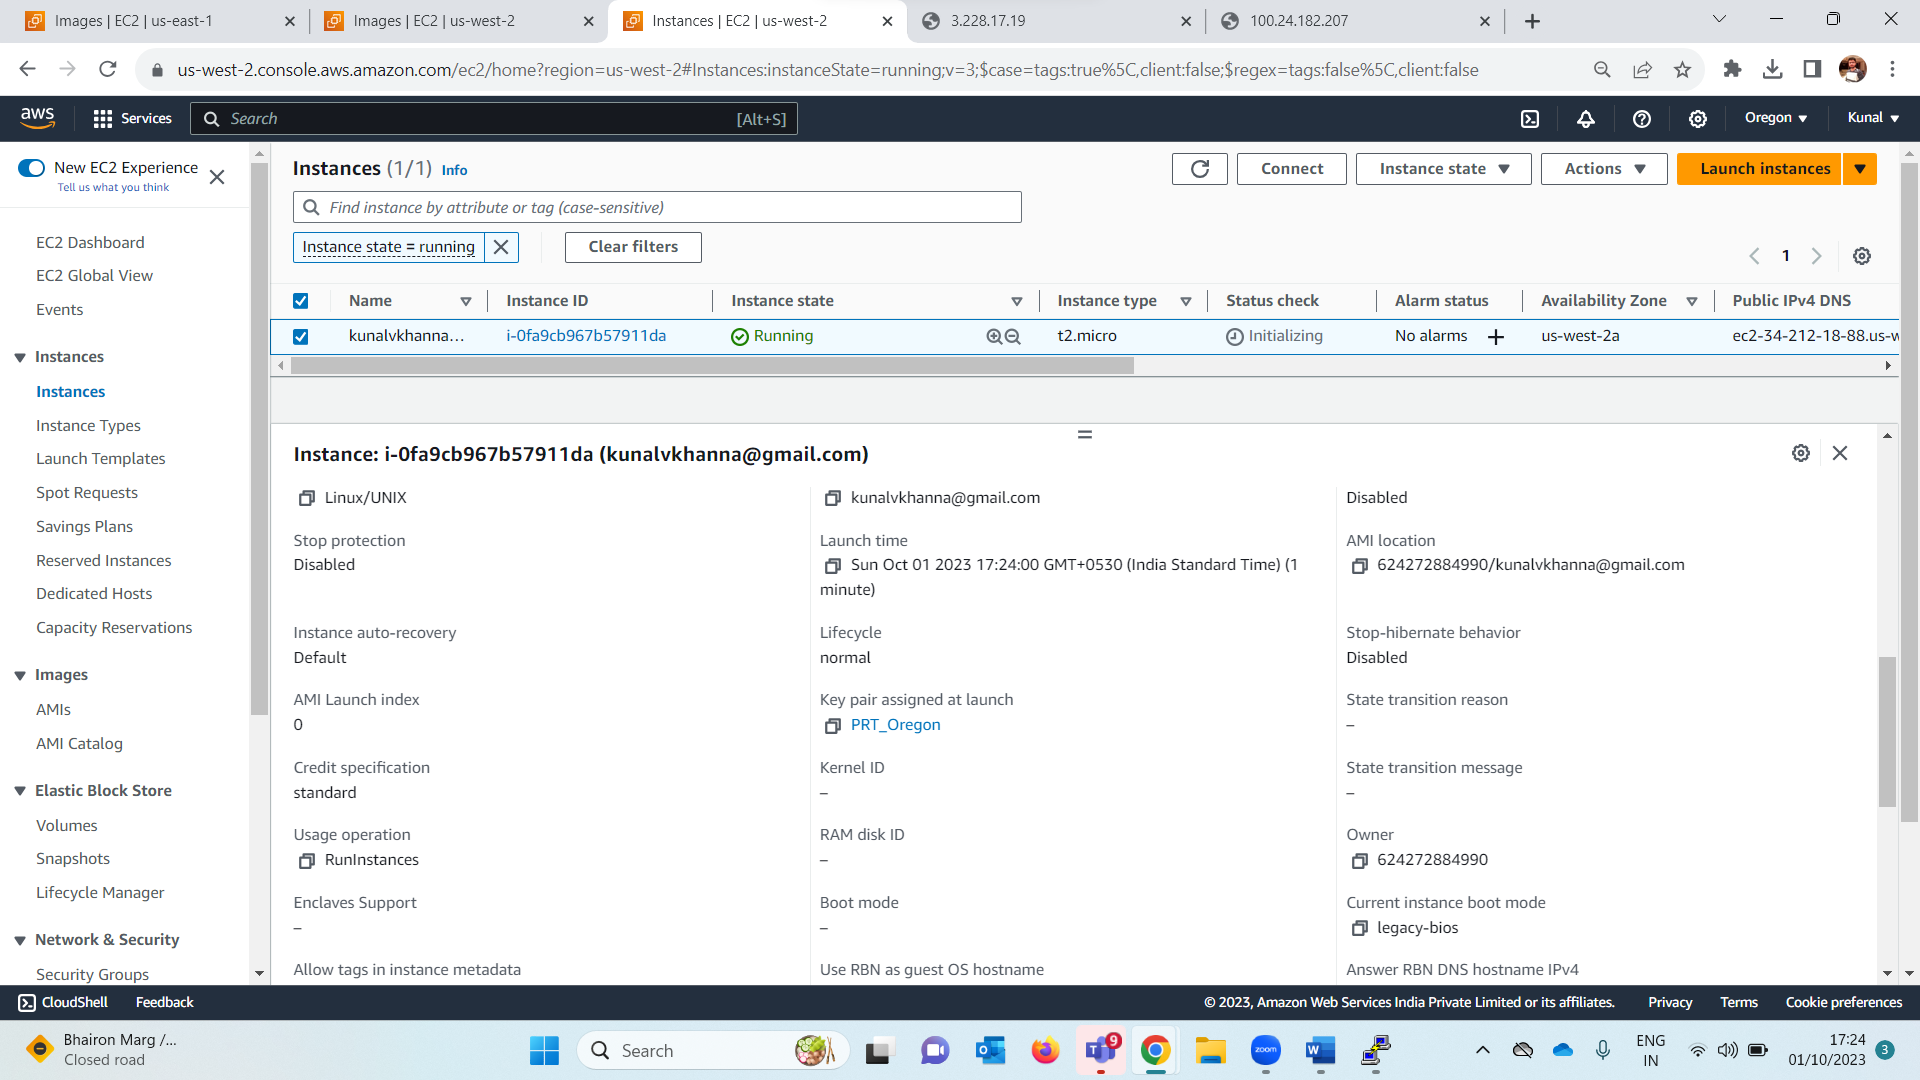 Images | EC2 | us-east-1
Images | EC2 | us-west-2
Instances | EC2 | us-west-2
3.228.17.19
100.24.182.207
us-west-2.console.aws.amazon.com/ec2/home?region=us-west-2#Instances:instanceState=running;v=3;$case=tags:true%5C,client:false;$regex=tags:false%5C,client:false
aws
Services
Search
[Alt+S]
Oregon
Kunal
New EC2 Experience
Tell us what you think
EC2 Dashboard
EC2 Global View
Events
Instances
Instances
Instance Types
Launch Templates
Spot Requests
Savings Plans
Reserved Instances
Dedicated Hosts
Capacity Reservations
Images
AMIs
AMI Catalog
Elastic Block Store
Volumes
Snapshots
Lifecycle Manager
Network & Security
Security Groups
Instances (1/1) Info
Connect
Instance state
Actions
Launch instances
Find instance by attribute or tag (case-sensitive)
Instance state = running
Clear filters
1
Name
Instance ID
Instance state
Instance type
Status check
Alarm status
Availability Zone
Public IPv4 DNS
kunalvkhanna...
i-0fa9cb967b57911da
Running
t2.micro
Initializing
No alarms
us-west-2a
ec2-34-212-18-88.us-w
Instance: i-0fa9cb967b57911da (kunalvkhanna@gmail.com)
Linux/UNIX
kunalvkhanna@gmail.com
Disabled
Stop protection
Disabled
Launch time
Sun Oct 01 2023 17:24:00 GMT+0530 (India Standard Time) (1
minute)
AMI location
624272884990/kunalvkhanna@gmail.com
Instance auto-recovery
Default
Lifecycle
normal
Stop-hibernate behavior
Disabled
AMI Launch index
0
Key pair assigned at launch
PRT_Oregon
State transition reason
–
Credit specification
standard
Kernel ID
–
State transition message
–
Usage operation
RunInstances
RAM disk ID
–
Owner
624272884990
Enclaves Support
–
Boot mode
–
Current instance boot mode
legacy-bios
Allow tags in instance metadata
Use RBN as guest OS hostname
Answer RBN DNS hostname IPv4
CloudShell
Feedback
© 2023, Amazon Web Services India Private Limited or its affiliates.
Privacy
Terms
Cookie preferences
Bhairon Marg /...
Closed road
Search
9
zoom
ENG
IN
17:24
01/10/2023
3